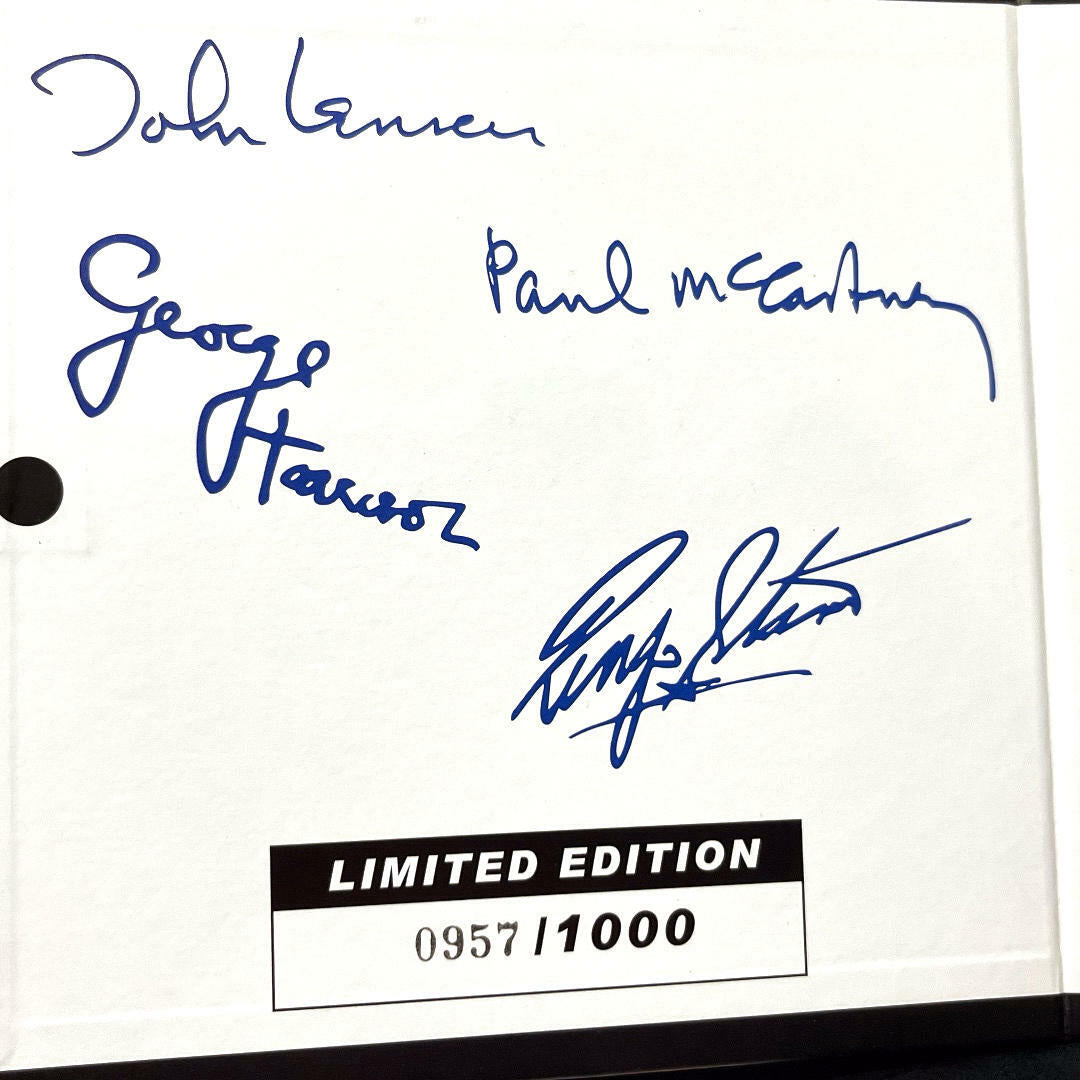 John Lennon
Paul McCartney
George
Harrison
Ringo Starr
LIMITED EDITION
0957/1000